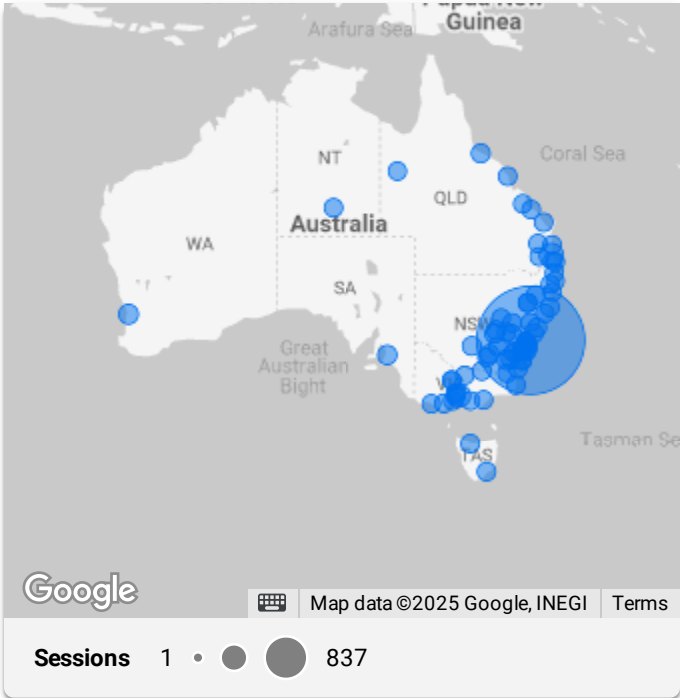 Papua New
Guinea
Arafura Sea
Coral Sea
NT
QLD
Australia
WA
SA
NSW
Great
Australian
Bight
Tasman Se
TAS
Google
Map data ©2025 Google, INEGI Terms
Sessions 1 837